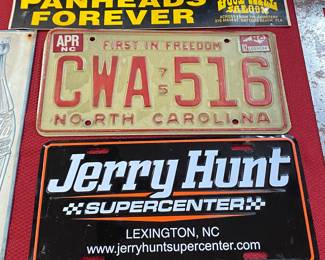 PANHEADS
FOREVER
SALOON
APR
NC
FIRST IN FREEDOM
CWA 75 516
NORTH CAROLINA
Jerry Hunt
SUPERCENTER
LEXINGTON, NC
www.jerryhuntsupercenter.com